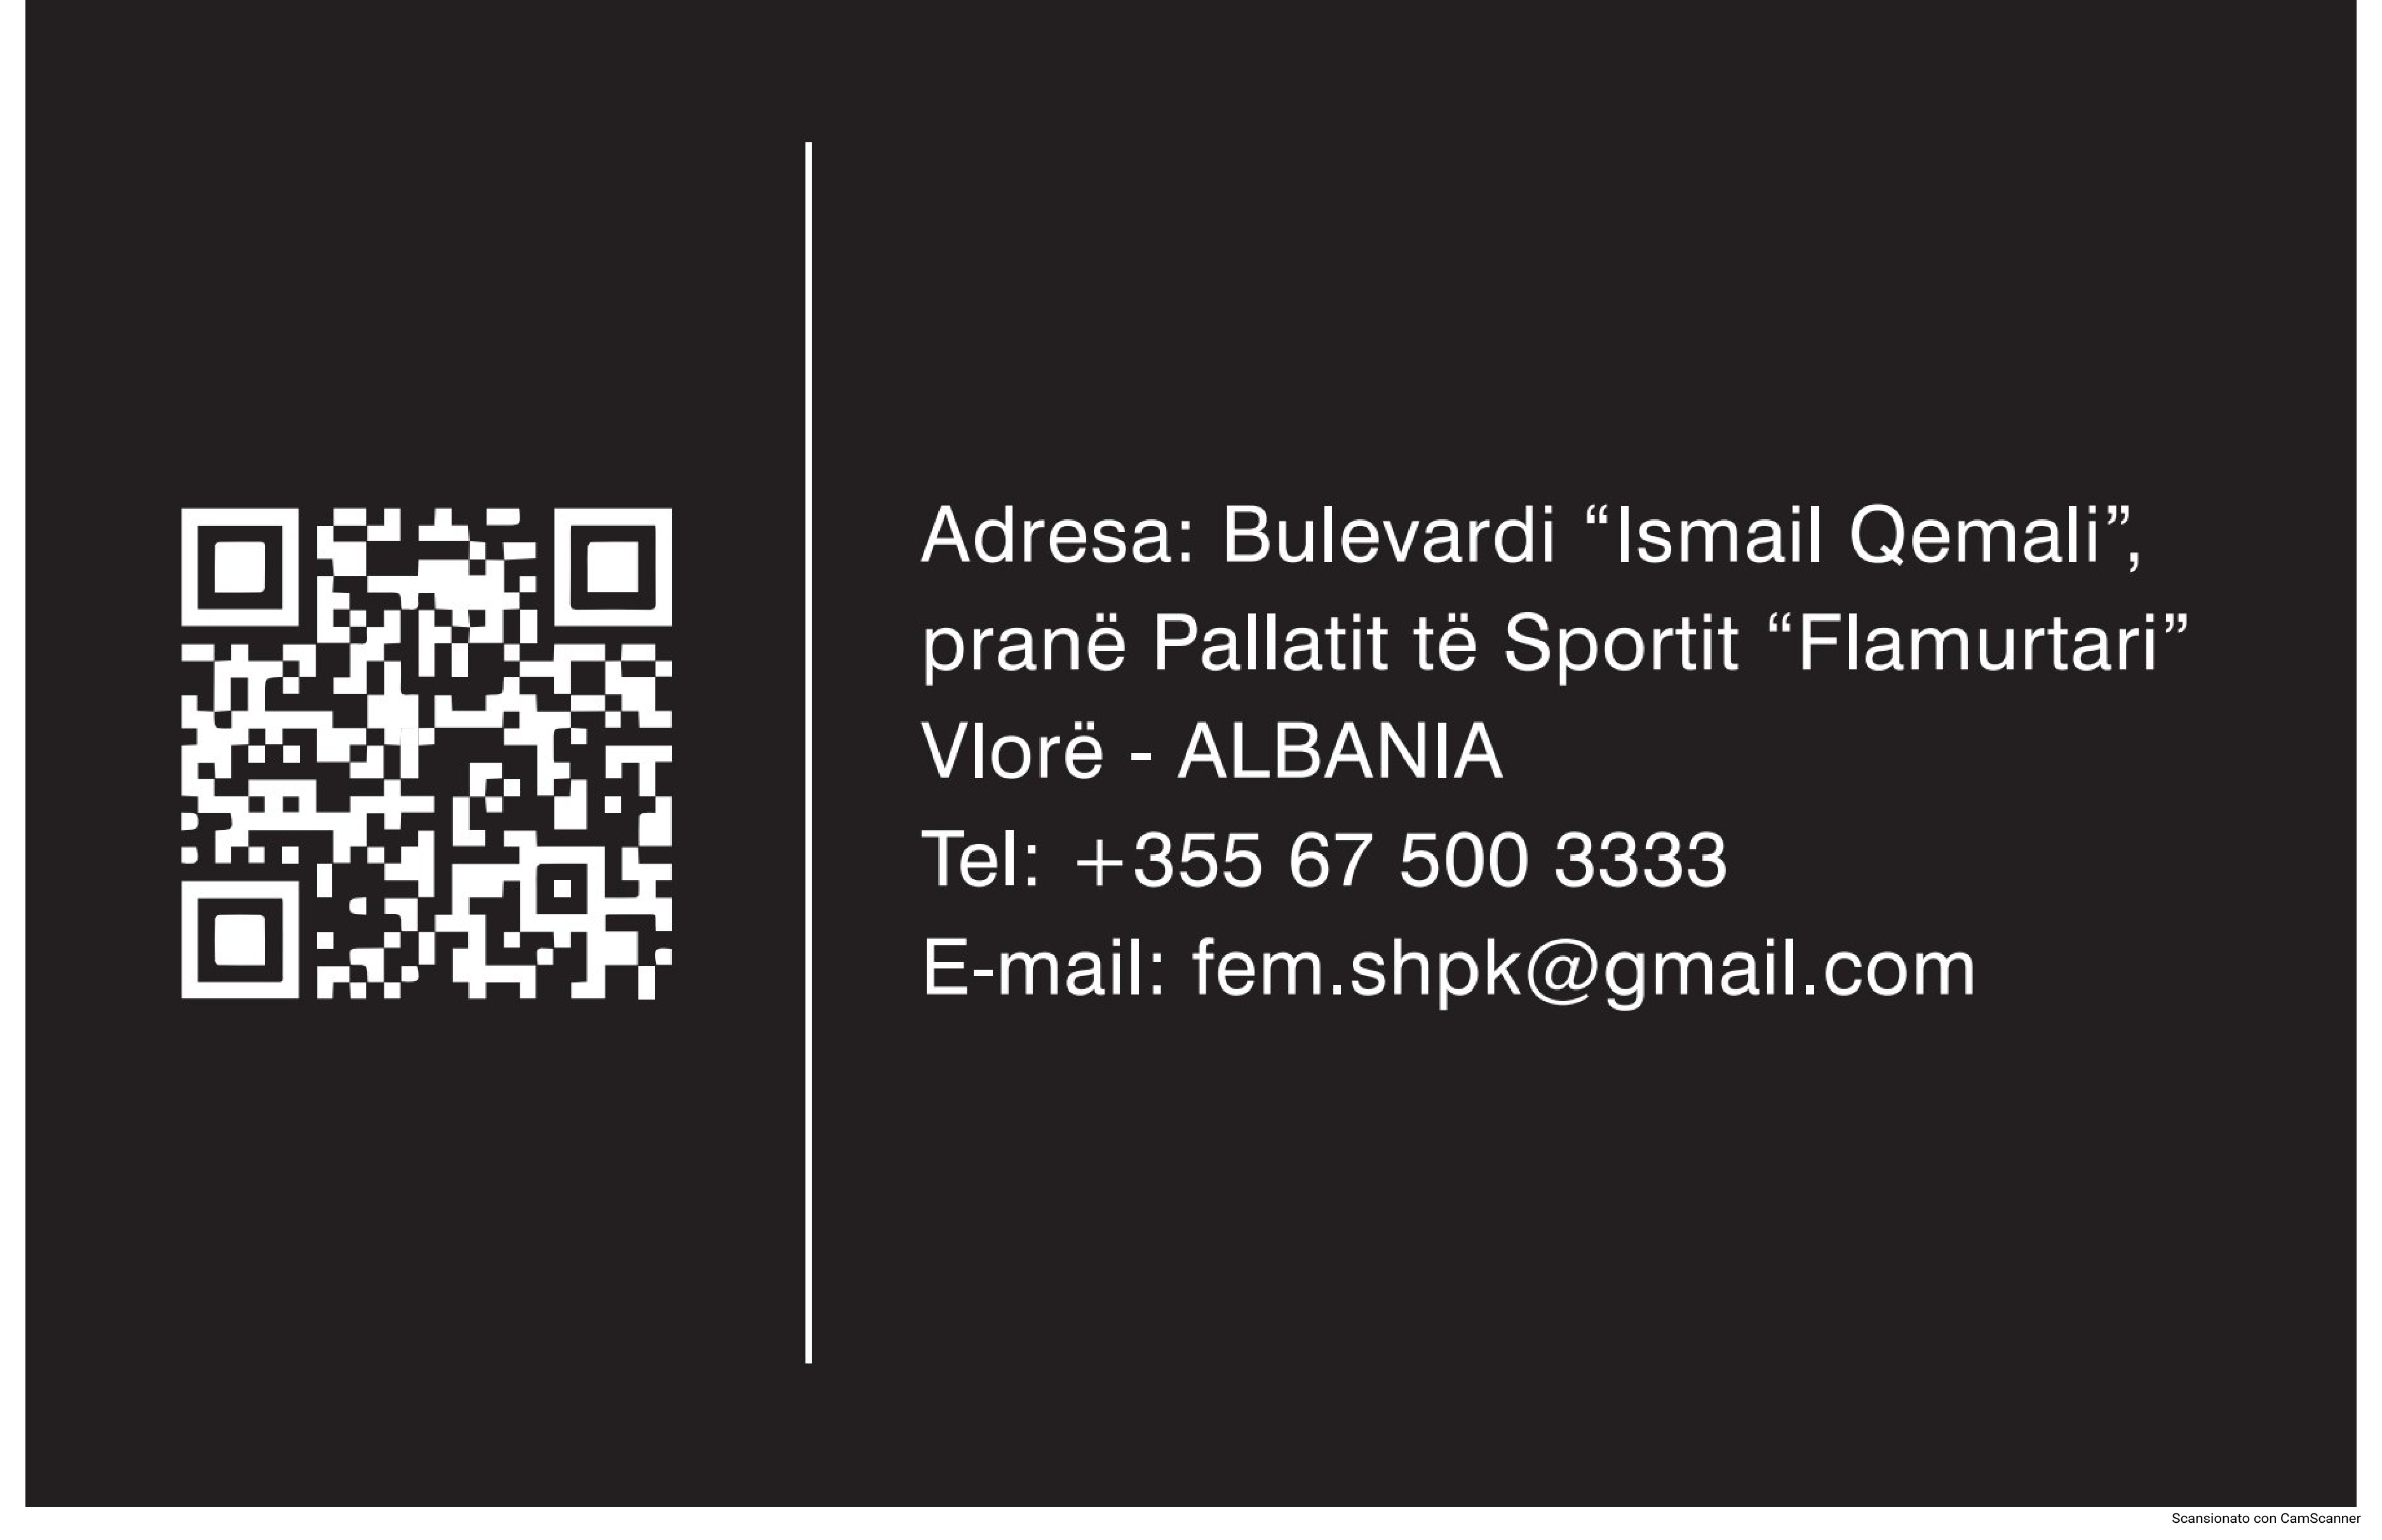 Adresa: Bulevardi “Ismail Qemali”,
pranë Pallatit të Sportit “Flamurtari”
Vlorë - ALBANIA
Tel: +355 67 500 3333
E-mail: fem.shpk@gmail.com
Scansionato con CamScanner